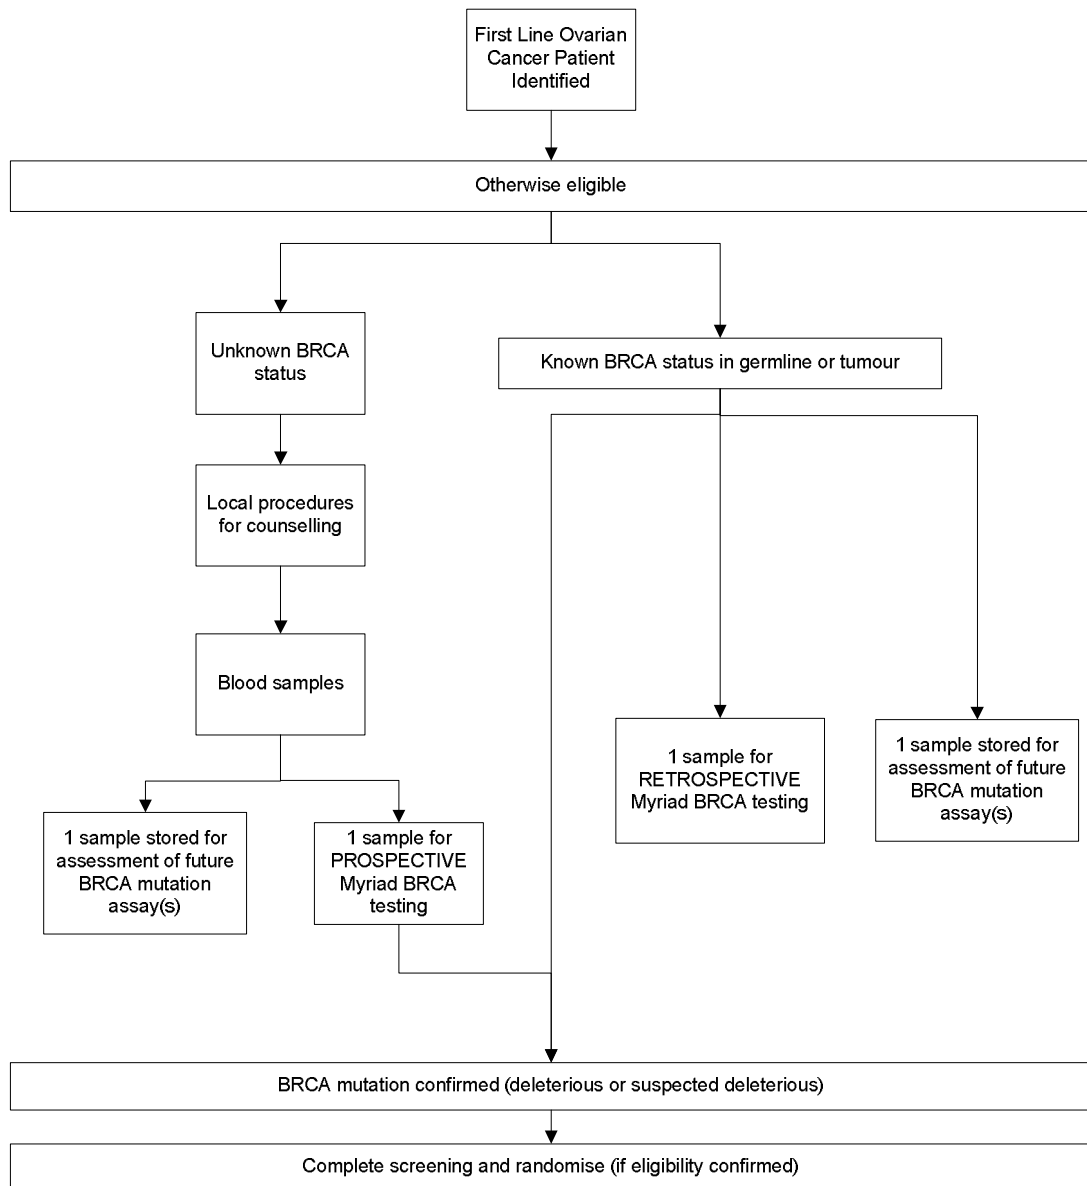 First Line Ovarian
Cancer Patient
Identified
Otherwise eligible
Unknown BRCA
status
Known BRCA status in germline or tumour
Local procedures
for counselling
Blood samples
1 sample for
RETROSPECTIVE
Myriad BRCA testing
1 sample stored for
assessment of future
BRCA mutation
assay(s)
1 sample stored for
assessment of future
BRCA mutation
assay(s)
1 sample for
PROSPECTIVE
Myriad BRCA
testing
BRCA mutation confirmed (deleterious or suspected deleterious)
Complete screening and randomise (if eligibility confirmed)